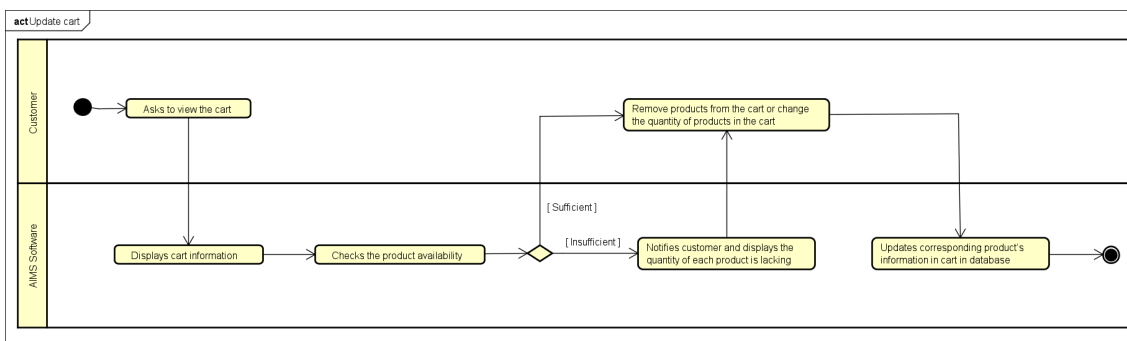 act Update cart
Customer
Asks to view the cart
Remove products from the cart or change
the quantity of products in the cart
AIMS Software
[ Sufficient ]
[ Insufficient ]
Displays cart information
Checks the product availability
Notifies customer and displays the
quantity of each product is lacking
Updates corresponding product's
information in cart in database